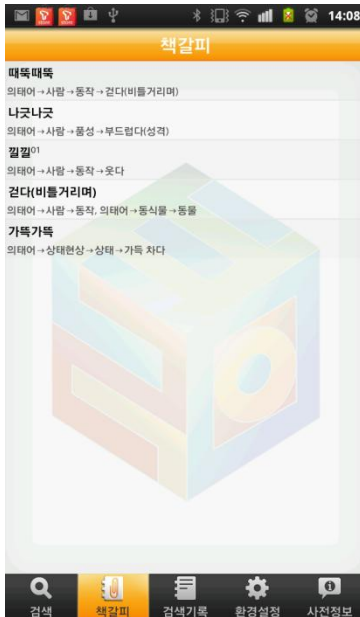 14:08
책갈피
때뚝때뚝
의태어→사람→동작→걷다(비틀거리며)
나긋나긋
의태어→사람→품성→부드럽다(성격)
낄낄01
의태어→사람→동작→웃다
걷다(비틀거리며)
의태어→사람→동작, 의태어→동식물→동물
가뜩가뜩
의태어→상태현상→상태→가득 차다
검색 책갈피 검색기록 환경설정 사전정보